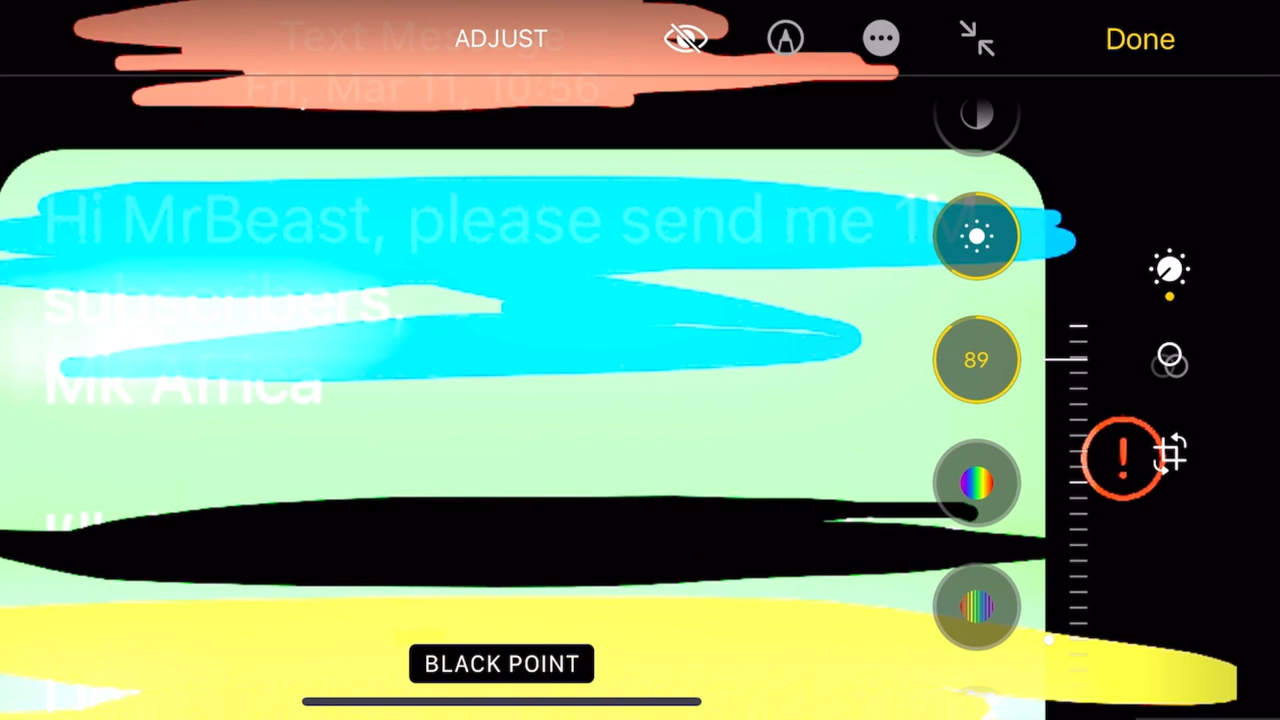 ADJUST
Done
Text Message
Fri, Mar 11, 10:56
Hi MrBeast, please send me 1M
subscribers.
Mk Africa
89
BLACK POINT